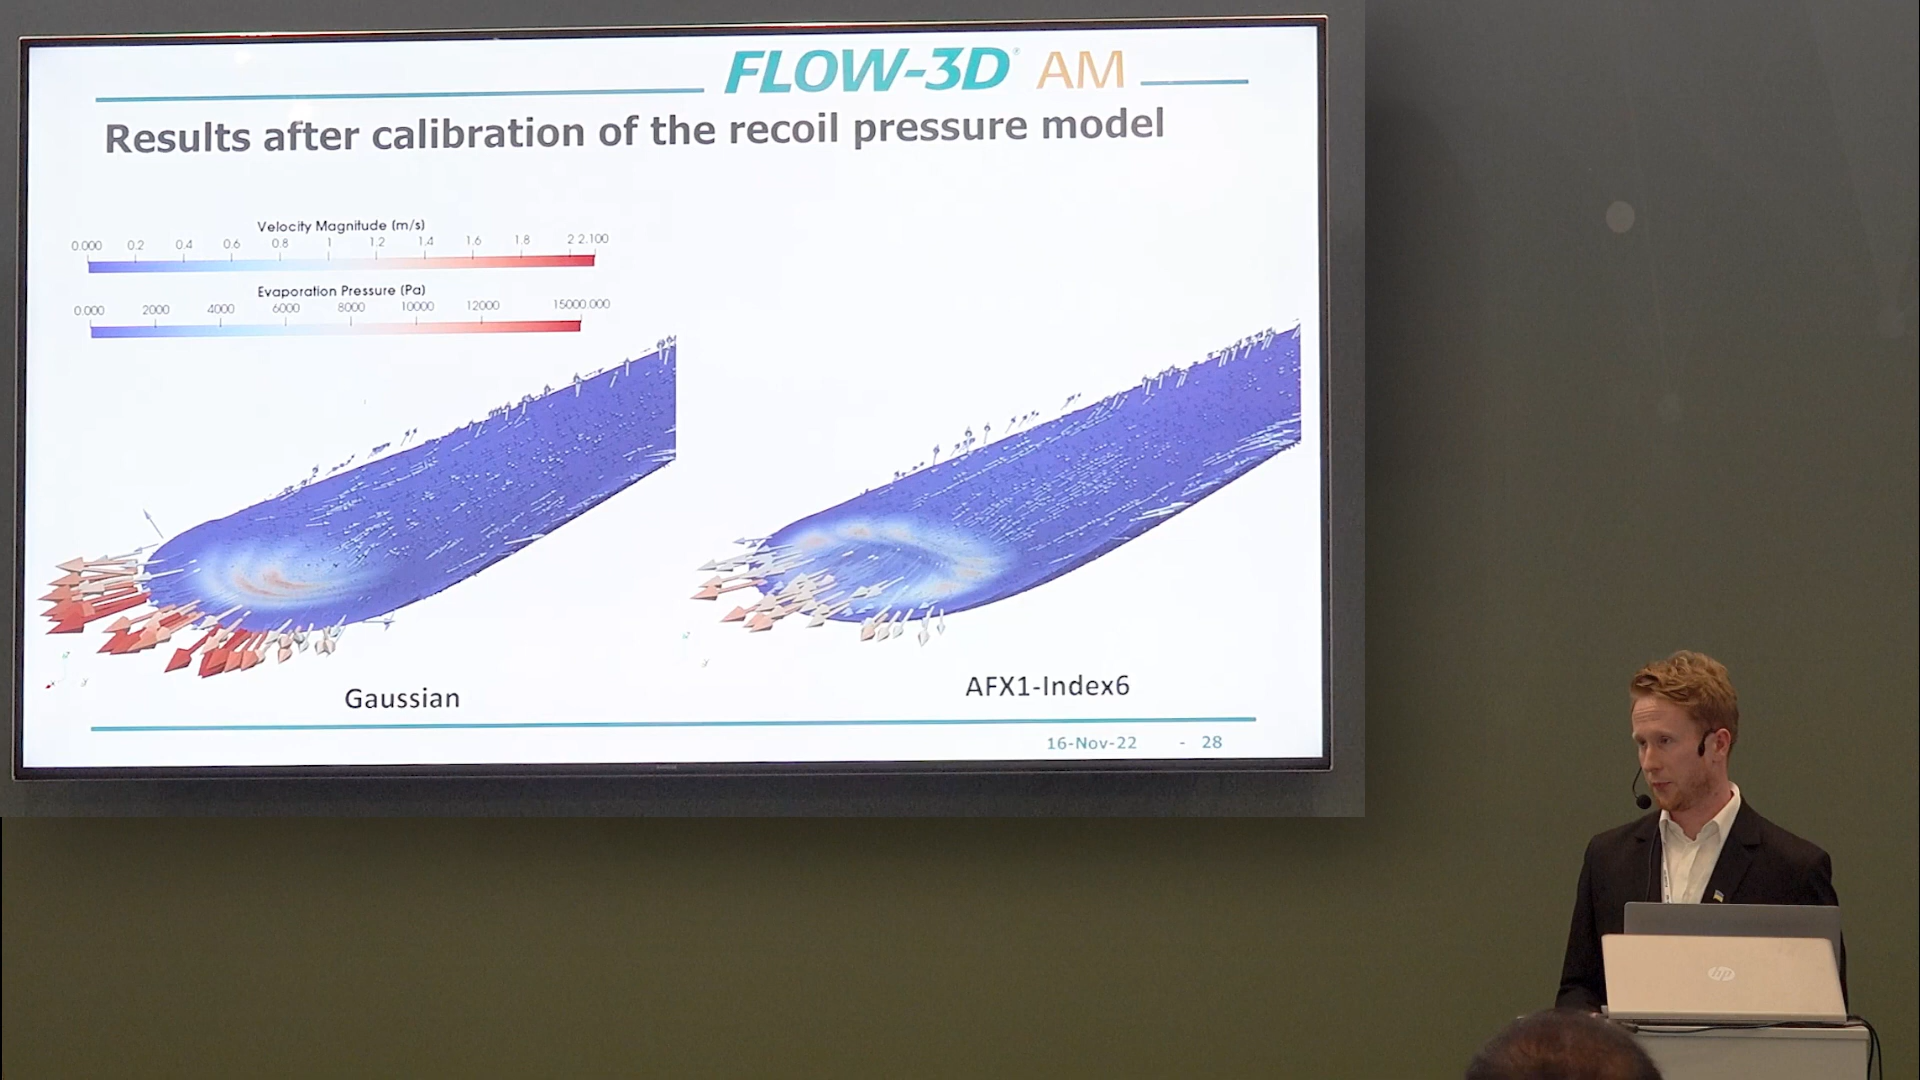 FLOW-3D® AM
Results after calibration of the recoil pressure model
Velocity Magnitude (m/s)
0.000 0.2 0.4 0.6 0.8 1 1.2 1.4 1.6 1.8 2 2.100
Evaporation Pressure (Pa)
0.000 2000 4000 6000 8000 10000 12000 15000.000
Gaussian
AFX1-Index6
16-Nov-22 - 28
hp